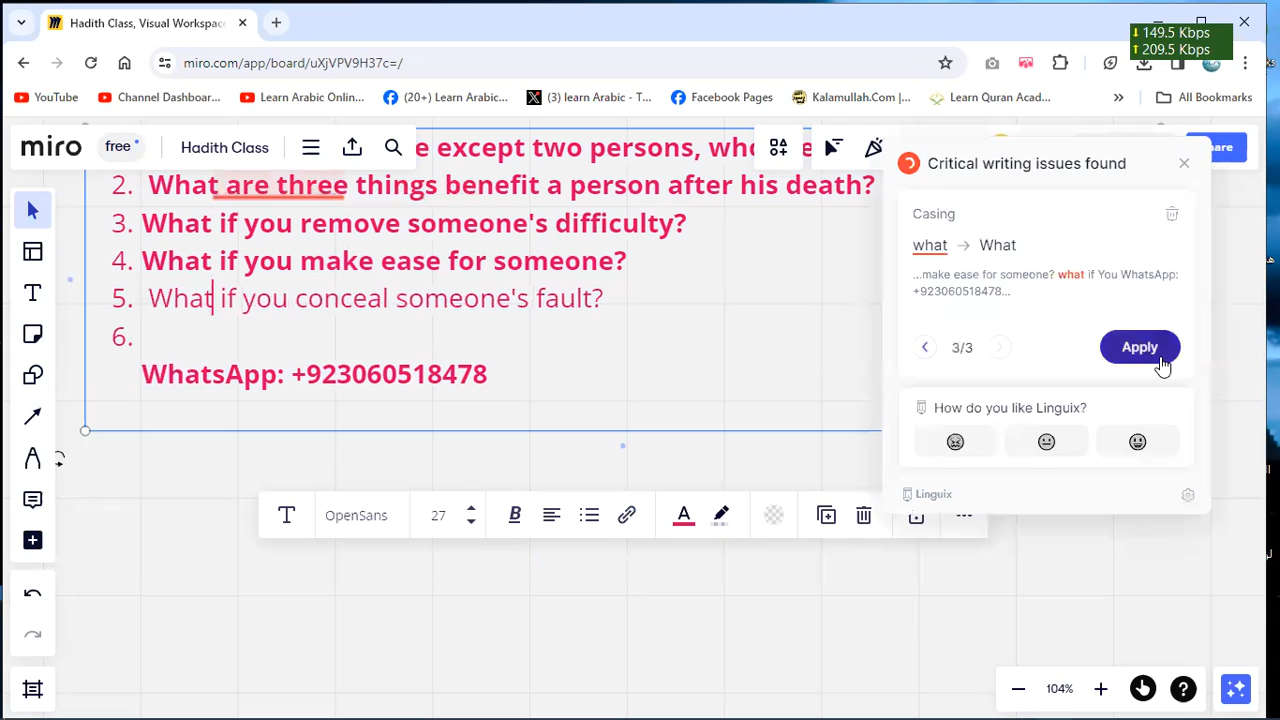 Hadith Class, Visual Workspac
149.5 Kbps
209.5 Kbps
miro.com/app/board/uXjVPV9H37c=/
YouTube
Channel Dashboar...
Learn Arabic Onlin...
(20+) Learn Arabic...
(3) learn Arabic - T...
Facebook Pages
Kalamullah.Com |...
Learn Quran Acad...
All Bookmarks
miro
free
Hadith Class
e except two persons, who
2. What are three things benefit a person after his death?
3. What if you remove someone's difficulty?
4. What if you make ease for someone?
5. What if you conceal someone's fault?
6.
WhatsApp: +923060518478
hare
Critical writing issues found
Casing
what → What
...make ease for someone? what if You WhatsApp:
+923060518478...
3/3
Apply
How do you like Linguix?
Linguix
OpenSans
27
B
A
104%